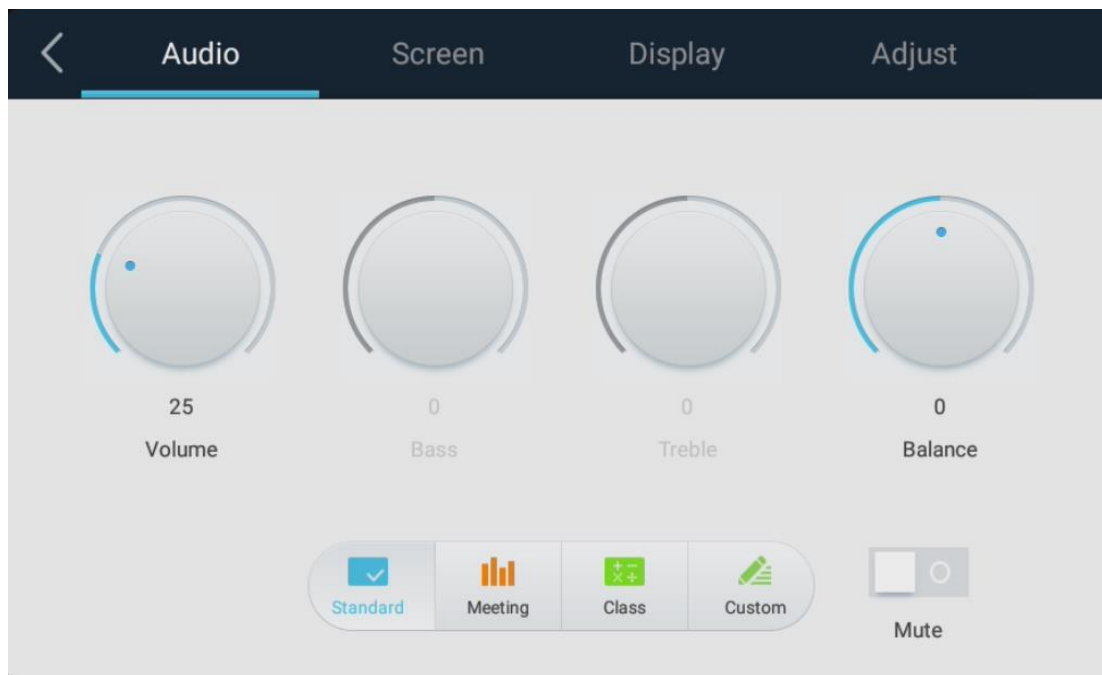 Audio Screen Display Adjust
25 0 0 0
Volume Bass Treble Balance
Standard Meeting Class Custom
Mute